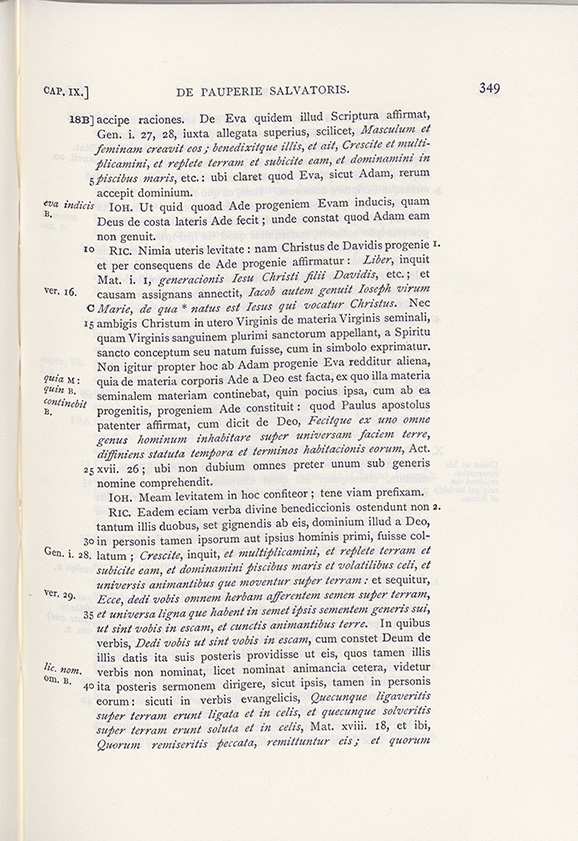 CAP. IX.] DE PAUPERIE SALVATORIS. 349
18B] accipe raciones. De Eva quidem illud Scriptura affirmat,
Gen. i. 27, 28, iuxta allegata superius, scilicet, Masculum et
feminam creavit eos; benedixitque illis, et ait, Crescite et multi-
plicamini, et replete terram et subicite eam, et dominamini in
5 piscibus maris, etc.: ubi claret quod Eva, sicut Adam, rerum
accepit dominium.
eva indicis B. IOH. Ut quid quoad Ade progeniem Evam inducis, quam
Deus de costa lateris Ade fecit; unde constat quod Adam eam
non genuit.
10 RIC. Nimia uteris levitate: nam Christus de Davidis progenie 1.
et per consequens de Ade progenie affirmatur: Liber, inquit
Mat. i. 1, generacionis Iesu Christi filii Davidis, etc.; et
ver. 16. causam assignans annectit, Iacob autem genuit Ioseph virum
C Marie, de qua * natus est Iesus qui vocatur Christus. Nec
15 ambigis Christum in utero Virginis de materia Virginis seminali,
quam Virginis sanguinem plurimi sanctorum appellant, a Spiritu
sancto conceptum seu natum fuisse, cum in simbolo exprimatur.
Non igitur propter hoc ab Adam progenie Eva redditur aliena,
quia M: quia de materia corporis Ade a Deo est facta, ex quo illa materia
quin B. seminalem materiam continebat, quin pocius ipsa, cum ab ea
continebit B. progenitis, progeniem Ade constituit: quod Paulus apostolus
patenter affirmat, cum dicit de Deo, Fecitque ex uno omne
genus hominum inhabitare super universam faciem terre,
diffiniens statuta tempora et terminos habitacionis eorum, Act.
25 xvii. 26; ubi non dubium omnes preter unum sub generis
nomine comprehendit.
IOH. Meam levitatem in hoc confiteor; tene viam prefixam.
RIC. Eadem eciam verba divine benediccionis ostendunt non 2.
tantum illis duobus, set gignendis ab eis, dominium illud a Deo,
30 in personis tamen ipsorum aut ipsius hominis primi, fuisse col-
Gen. i. 28. latum; Crescite, inquit, et multiplicamini, et replete terram et
subicite eam, et dominamini piscibus maris et volatilibus celi, et
universis animantibus que moventur super terram: et sequitur,
ver. 29. Ecce, dedi vobis omnem herbam afferentem semen super terram,
35 et universa ligna que habent in semet ipsis sementem generis sui,
ut sint vobis in escam, et cunctis animantibus terre. In quibus
verbis, Dedi vobis ut sint vobis in escam, cum constet Deum de
illis datis ita suis posteris providisse ut eis, quos tamen illis
lic. nom. om. B. verbis non nominat, licet nominat animancia cetera, videtur
40 ita posteris sermonem dirigere, sicut ipsis, tamen in personis
eorum: sicuti in verbis evangelicis, Quecunque ligaveritis
super terram erunt ligata et in celis, et quecunque solveritis
super terram erunt soluta et in celis, Mat. xviii. 18, et ibi,
Quorum remiseritis peccata, remittuntur eis; et quorum